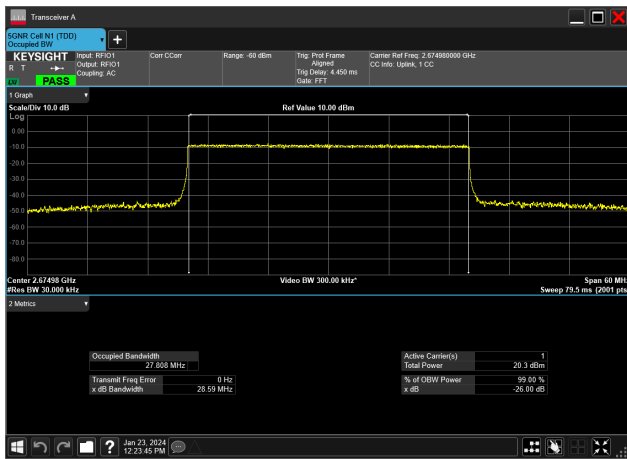 Transceiver A
5GNR Cell N1 (TDD)
Occupied BW
+
KEYSIGHT
R T
LW
PASS
Input: RFIO1
Output: RFIO1
Coupling: AC
Corr CCorr
Range: -60 dBm
Trig: Prot Frame
Aligned
Trig Delay: 4.450 ms
Gate: FFT
Carrier Ref Freq: 2.674980000 GHz
CC Info: Uplink, 1 CC
1 Graph
Scale/Div 10.0 dB
Ref Value 10.00 dBm
Log
0.00
-10.0
-20.0
-30.0
-40.0
-50.0
-60.0
-70.0
-80.0
Center 2.67498 GHz
Video BW 300.00 kHz*
Span 60 MHz
#Res BW 30.000 kHz
Sweep 79.5 ms (2001 pts
2 Metrics
Occupied Bandwidth
27.808 MHz
Transmit Freq Error 0 Hz
x dB Bandwidth 28.59 MHz
Active Carrier(s) 1
Total Power 20.3 dBm
% of OBW Power 99.00 %
x dB -26.00 dB
?
Jan 23, 2024
12:23:45 PM